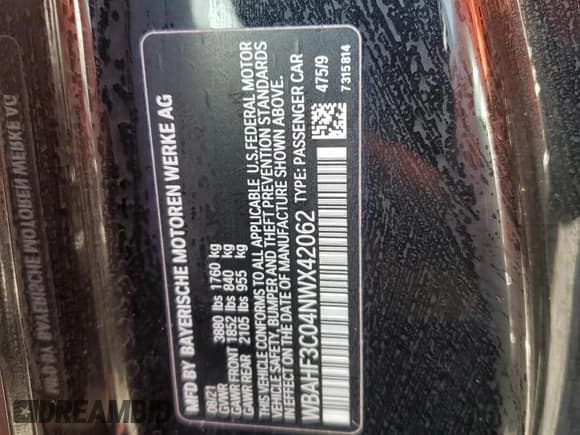 MFD BY BAYERISCHE MOTOREN WERKE AG
08/21
GVWR 3880 lbs 1760 kg
GAWR FRONT 1852 lbs 840 kg
GAWR REAR 2105 lbs 955 kg
THIS VEHICLE CONFORMS TO ALL APPLICABLE U.S.FEDERAL MOTOR
VEHICLE SAFETY, BUMPER AND THEFT PREVENTION STANDARDS
IN EFFECT ON THE DATE OF MANUFACTURE SHOWN ABOVE.
WBAHF3C04NWX42062 TYPE: PASSENGER CAR
475/9
7315814
DREAMBID